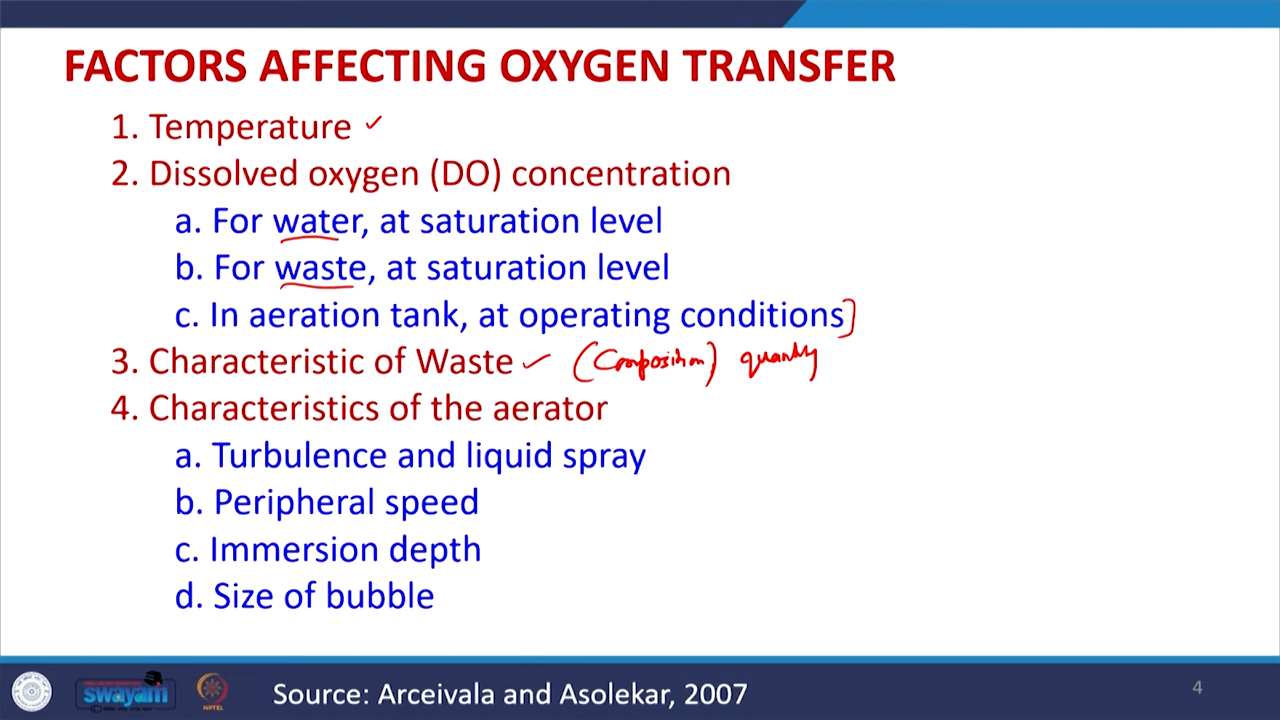 FACTORS AFFECTING OXYGEN TRANSFER
1. Temperature ✓
2. Dissolved oxygen (DO) concentration
a. For water, at saturation level
b. For waste, at saturation level
c. In aeration tank, at operating conditions]
3. Characteristic of Waste ✓ (Composition) quantity
4. Characteristics of the aerator
a. Turbulence and liquid spray
b. Peripheral speed
c. Immersion depth
d. Size of bubble
swayam NPTEL Source: Arceivala and Asolekar, 2007 4